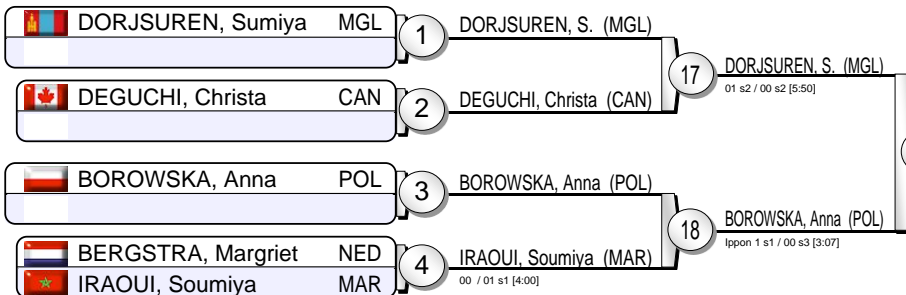 DORJSUREN, Sumiya MGL
1
DORJSUREN, S. (MGL)
17
DORJSUREN, S. (MGL)
01 s2 / 00 s2 [5:50]
DEGUCHI, Christa CAN
2
DEGUCHI, Christa (CAN)
BOROWSKA, Anna POL
3
BOROWSKA, Anna (POL)
18
BOROWSKA, Anna (POL)
Ippon 1 s1 / 00 s3 [3:07]
BERGSTRA, Margriet NED
IRAOUI, Soumiya MAR
4
IRAOUI, Soumiya (MAR)
00 / 01 s1 [4:00]